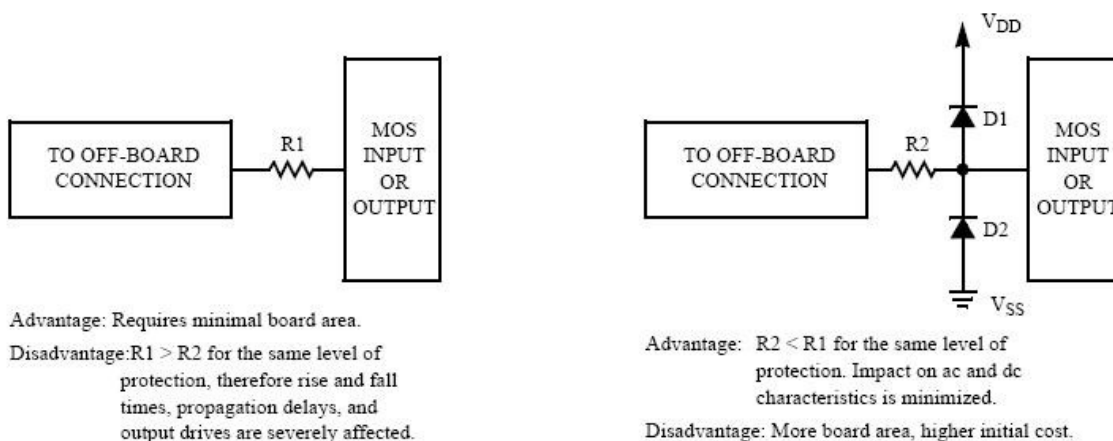 TO OFF-BOARD
CONNECTION
R1
MOS
INPUT
OR
OUTPUT
Advantage: Requires minimal board area.
Disadvantage:R1 > R2 for the same level of
protection, therefore rise and fall
times, propagation delays, and
output drives are severely affected.
TO OFF-BOARD
CONNECTION
R2
VDD
D1
D2
VSS
MOS
INPUT
OR
OUTPUT
Advantage: R2 < R1 for the same level of
protection. Impact on ac and dc
characteristics is minimized.
Disadvantage: More board area, higher initial cost.